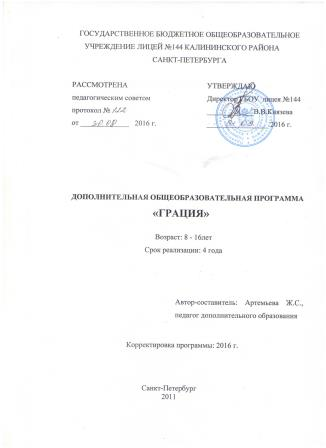 ГОСУДАРСТВЕННОЕ БЮДЖЕТНОЕ ОБЩЕОБРАЗОВАТЕЛЬНОЕ
УЧРЕЖДЕНИЕ ЛИЦЕЙ №144 КАЛИНИНСКОГО РАЙОНА
САНКТ-ПЕТЕРБУРГА
РАССМОТРЕНА
педагогическим советом
протокол №
от 2016 г.
УТВЕРЖДАЮ
Директор ГБОУ лицея №144
В.В.Князева
2016 г.
ДОПОЛНИТЕЛЬНАЯ ОБЩЕОБРАЗОВАТЕЛЬНАЯ ПРОГРАММА
«ГРАЦИЯ»
Возраст: 8 - 16лет
Срок реализации: 4 года
Автор-составитель: Артемьева Ж.С.,
педагог дополнительного образования
Корректировка программы: 2016 г.
Санкт-Петербург
2011